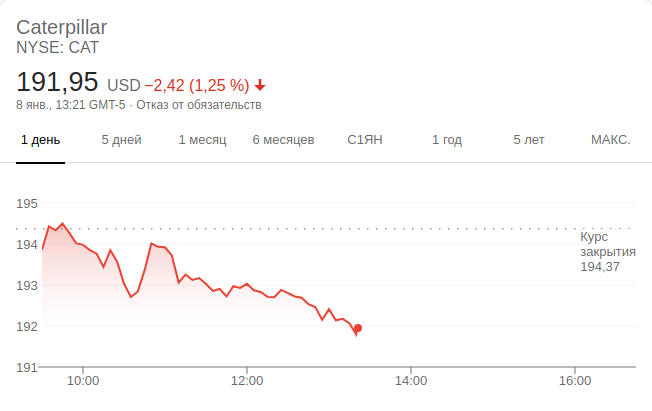 Caterpillar
NYSE: CAT
191,95 USD −2,42 (1,25 %)
8 янв., 13:21 GMT-5 · Отказ от обязательств
1 день 5 дней 1 месяц 6 месяцев С1ЯН 1 год 5 лет МАКС.
195
194
193
192
191
Курс
закрытия
194,37
10:00 12:00 14:00 16:00